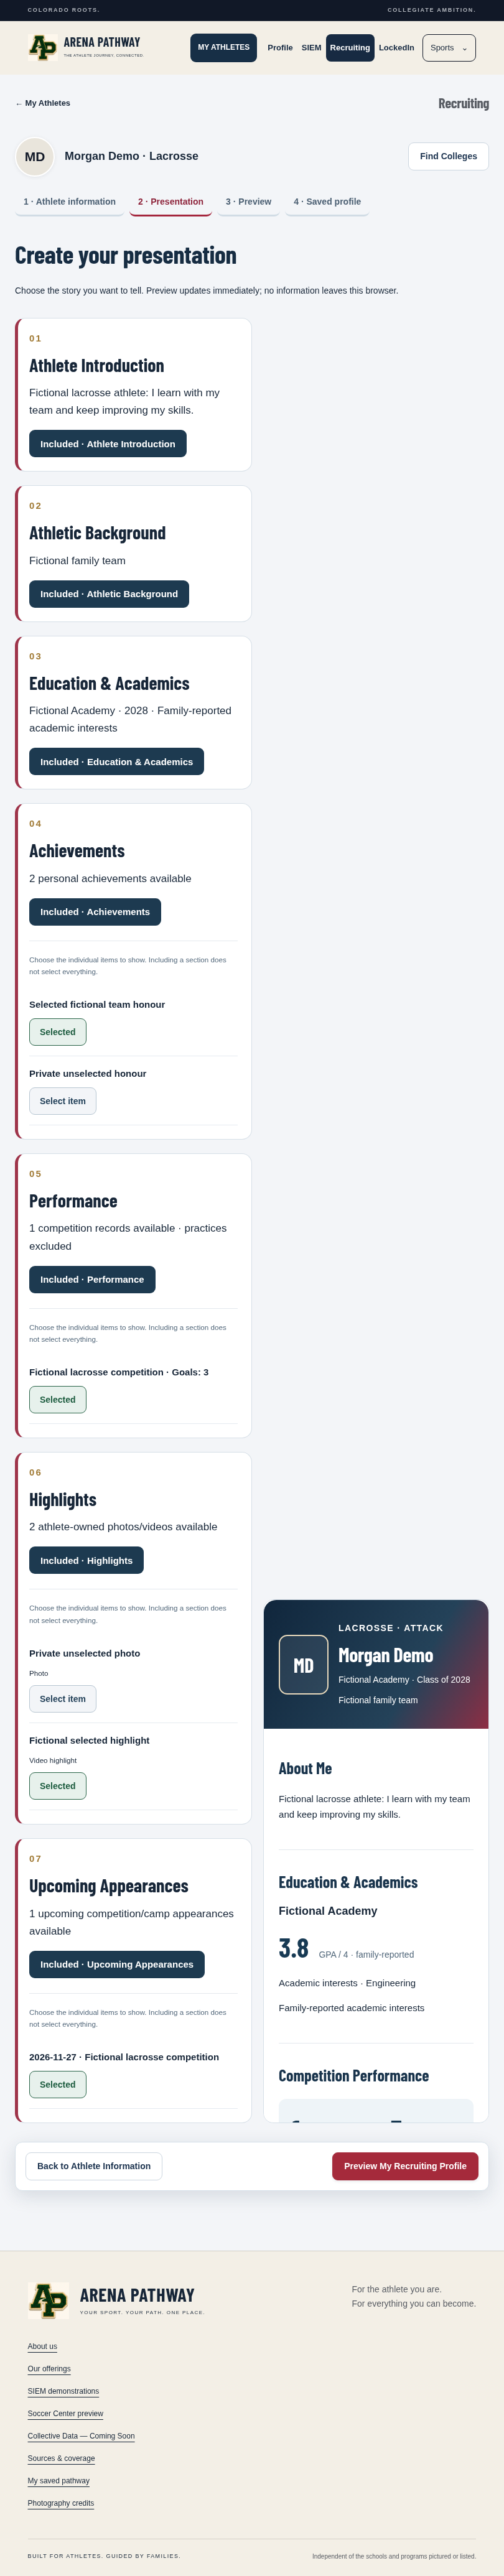 COLORADO ROOTS.
COLLEGIATE AMBITION.
AP
ARENA PATHWAY
THE ATHLETE JOURNEY, CONNECTED.
MY ATHLETES
Profile
SIEM
Recruiting
LockedIn
Sports
← My Athletes
Recruiting
MD
Morgan Demo · Lacrosse
Find Colleges
1 · Athlete information
2 · Presentation
3 · Preview
4 · Saved profile
Create your presentation
Choose the story you want to tell. Preview updates immediately; no information leaves this browser.
01
Athlete Introduction
Fictional lacrosse athlete: I learn with my
team and keep improving my skills.
Included · Athlete Introduction
02
Athletic Background
Fictional family team
Included · Athletic Background
03
Education & Academics
Fictional Academy · 2028 · Family-reported
academic interests
Included · Education & Academics
04
Achievements
2 personal achievements available
Included · Achievements
Choose the individual items to show. Including a section does
not select everything.
Selected fictional team honour
Selected
Private unselected honour
Select item
05
Performance
1 competition records available · practices
excluded
Included · Performance
Choose the individual items to show. Including a section does
not select everything.
Fictional lacrosse competition · Goals: 3
Selected
06
Highlights
2 athlete-owned photos/videos available
Included · Highlights
Choose the individual items to show. Including a section does
not select everything.
Private unselected photo
Photo
Select item
Fictional selected highlight
Video highlight
Selected
07
Upcoming Appearances
1 upcoming competition/camp appearances
available
Included · Upcoming Appearances
Choose the individual items to show. Including a section does
not select everything.
2026-11-27 · Fictional lacrosse competition
Selected
MD
LACROSSE · ATTACK
Morgan Demo
Fictional Academy · Class of 2028
Fictional family team
About Me
Fictional lacrosse athlete: I learn with my team
and keep improving my skills.
Education & Academics
Fictional Academy
3.8 GPA / 4 · family-reported
Academic interests · Engineering
Family-reported academic interests
Competition Performance
Back to Athlete Information
Preview My Recruiting Profile
AP
ARENA PATHWAY
YOUR SPORT. YOUR PATH. ONE PLACE.
For the athlete you are.
For everything you can become.
About us
Our offerings
SIEM demonstrations
Soccer Center preview
Collective Data — Coming Soon
Sources & coverage
My saved pathway
Photography credits
BUILT FOR ATHLETES. GUIDED BY FAMILIES.
Independent of the schools and programs pictured or listed.